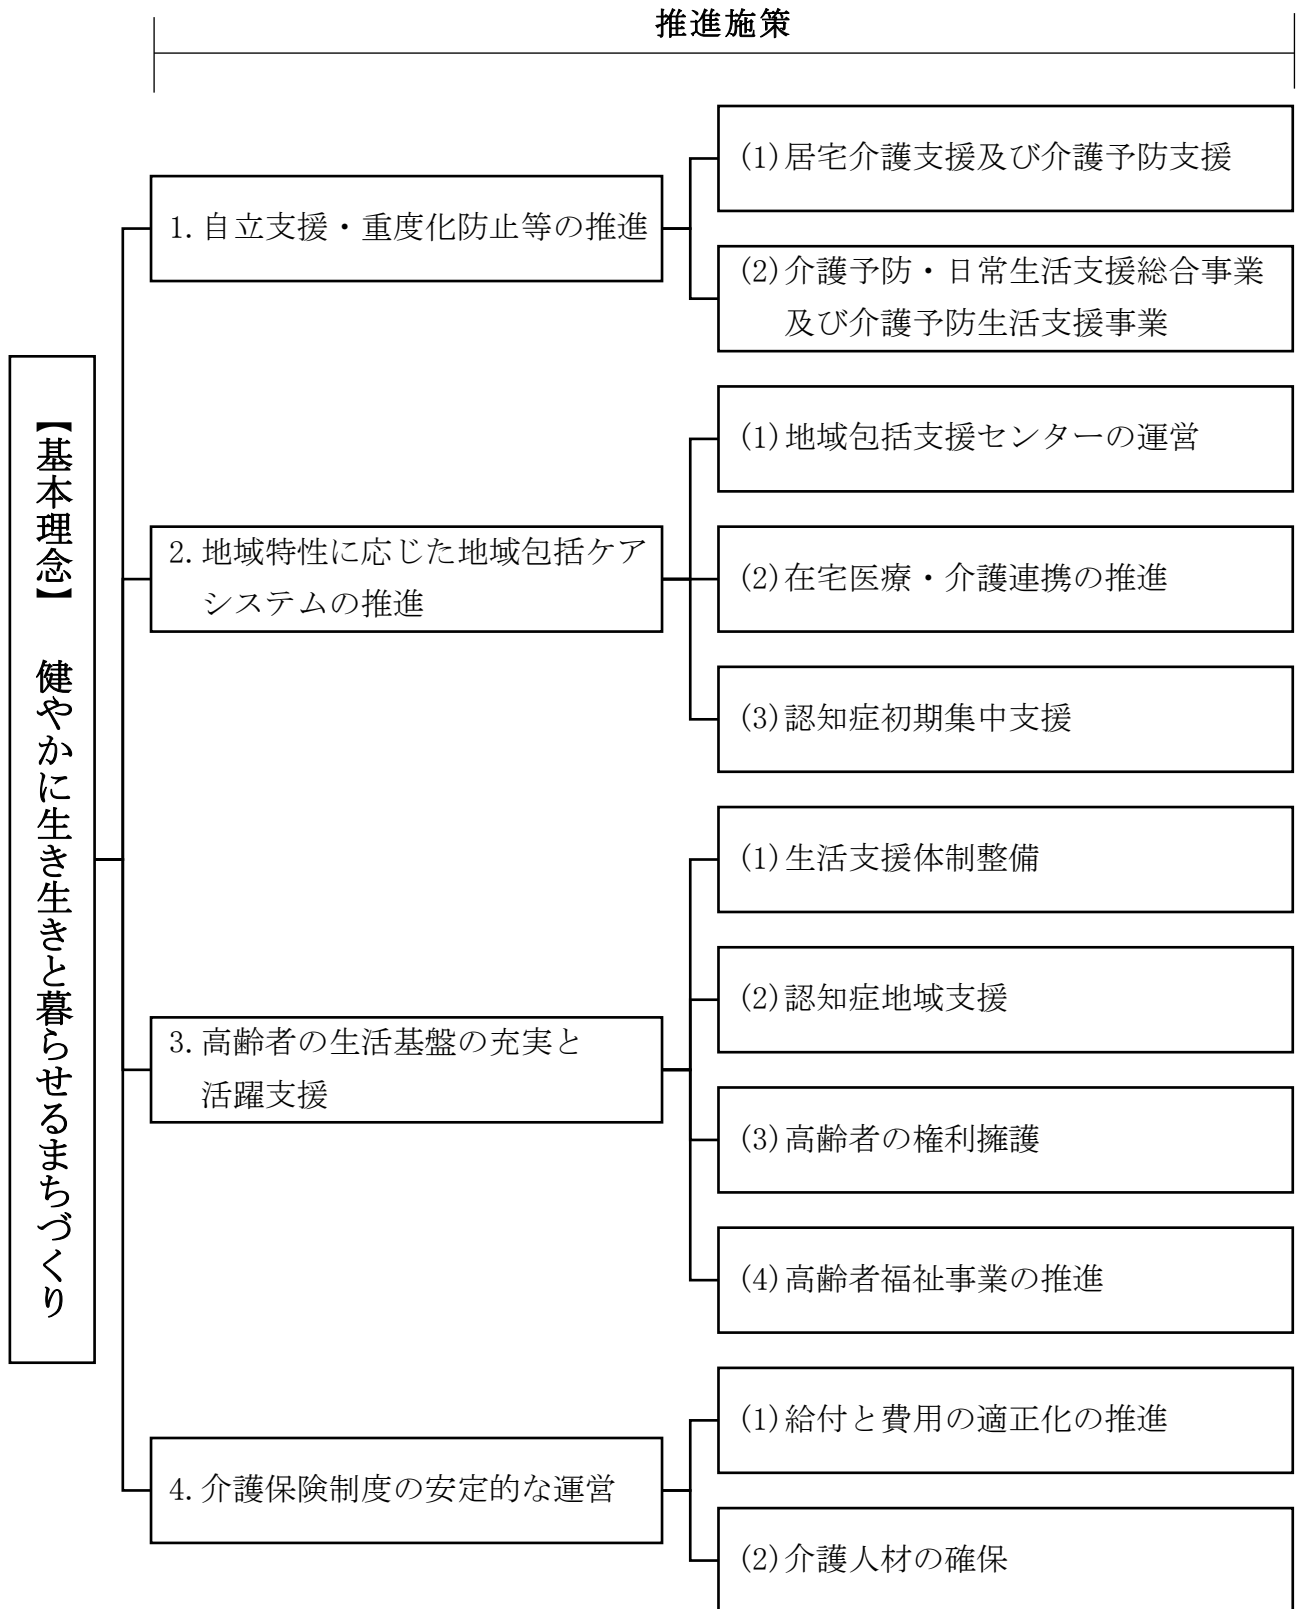 推進施策
【基本理念】　健やかに生き生きと暮らせるまちづくり
1.自立支援・重度化防止等の推進
(1)居宅介護支援及び介護予防支援
(2)介護予防・日常生活支援総合事業
及び介護予防生活支援事業
2.地域特性に応じた地域包括ケア
システムの推進
(1)地域包括支援センターの運営
(2)在宅医療・介護連携の推進
(3)認知症初期集中支援
3.高齢者の生活基盤の充実と
活躍支援
(1)生活支援体制整備
(2)認知症地域支援
(3)高齢者の権利擁護
(4)高齢者福祉事業の推進
4.介護保険制度の安定的な運営
(1)給付と費用の適正化の推進
(2)介護人材の確保